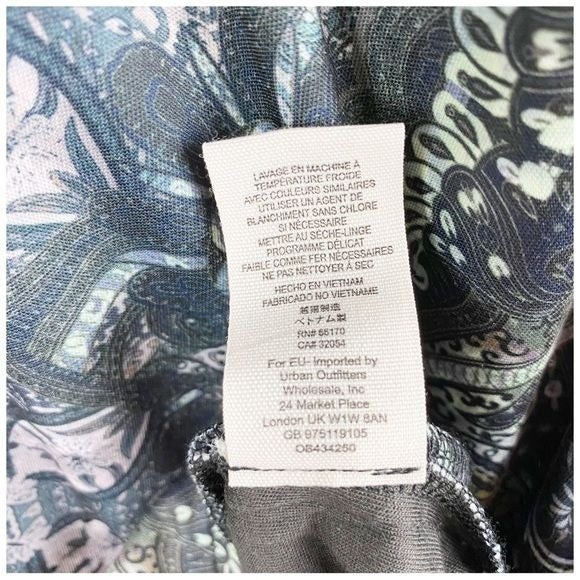 LAVAGE EN MACHINE À
TEMPÉRATURE FROIDE
AVEC COULEURS SIMILAIRES
UTILISER UN AGENT DE
BLANCHIMENT SANS CHLORE
SI NÉCESSAIRE
METTRE AU SÈCHE-LINGE
PROGRAMME DÉLICAT
FAIBLE COMME FER NÉCESSAIRES
NE PAS NETTOYER À SEC
HECHO EN VIETNAM
FABRICADO NO VIETNAME
越南製
ベトナム製
RN# 66170
CA# 32054
For EU- Imported by
Urban Outfitters
Wholesale, Inc
24 Market Place
London UK W1W 8AN
GB 975119105
OB434250